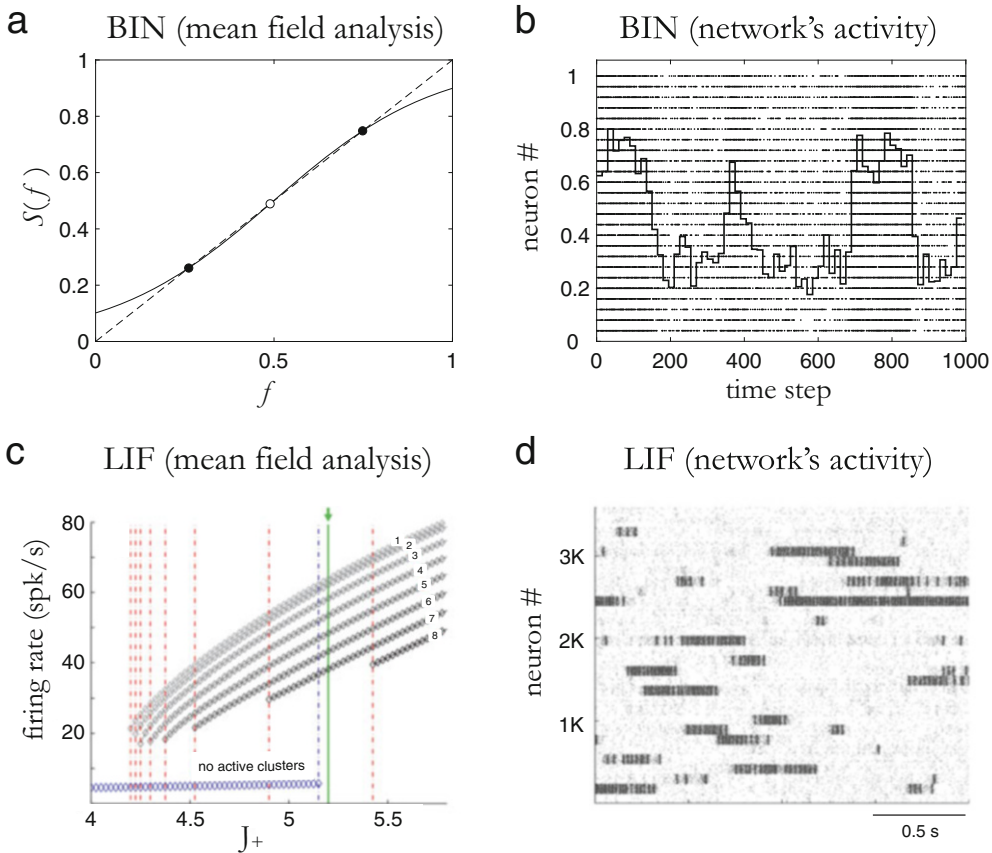 a
BIN (mean field analysis)
1
0.8
0.6
0.4
0.2
0
S(f)
0
0.5
1
f
b
BIN (network's activity)
1
0.8
0.6
0.4
0.2
0
neuron #
0
200
400
600
800
1000
time step
c
LIF (mean field analysis)
80
60
40
20
firing rate (spk/s)
1
2
3
4
5
6
7
8
no active clusters
4
4.5
5
5.5
J+
d
LIF (network's activity)
3K
2K
1K
neuron #
0.5 s